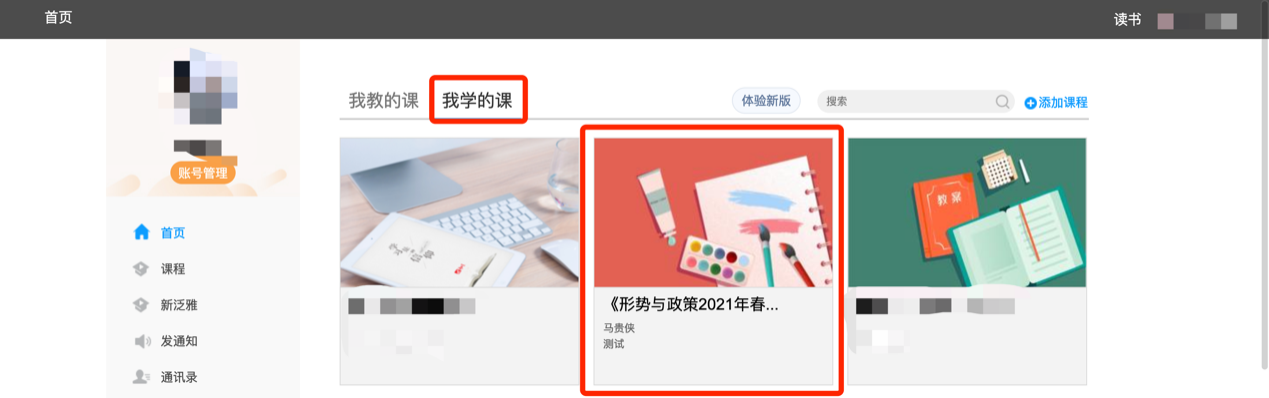 首页
读书
账号管理
首页
课程
新泛雅
发通知
通讯录
我教的课
我学的课
体验新版
搜索
添加课程
《形势与政策2021年春...
马贵侠
测试
教案